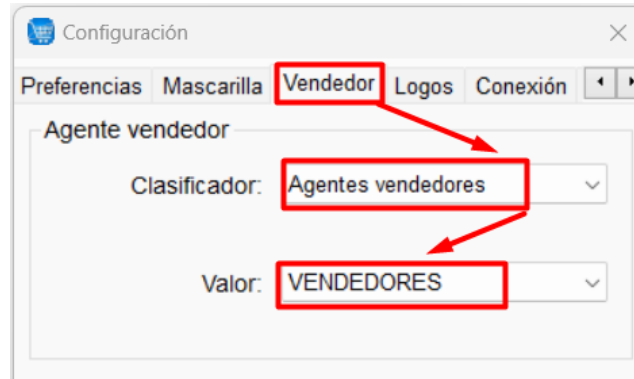 Configuración
Preferencias Mascarilla Vendedor Logos Conexión
Agente vendedor
Clasificador: Agentes vendedores
Valor: VENDEDORES